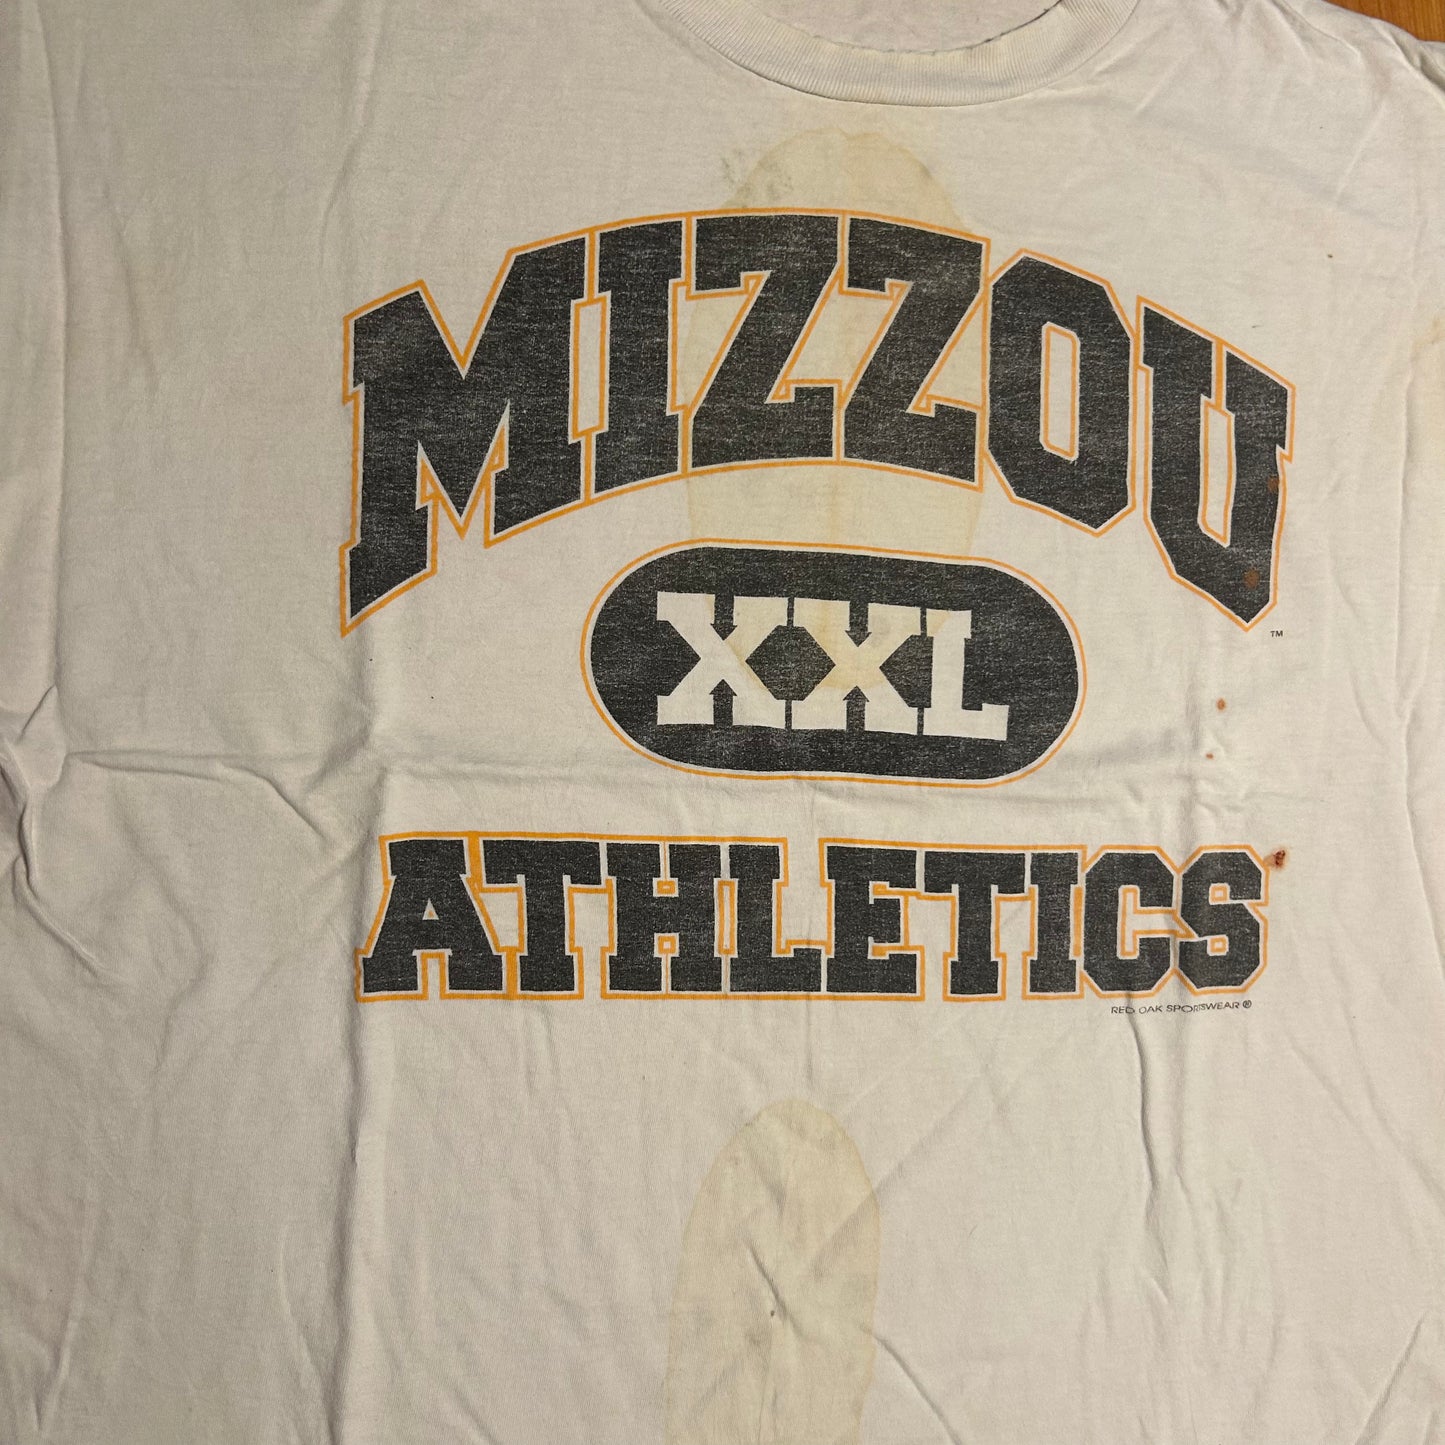 MIZZOU
TM
XXL
ATHLETICS
RED OAK SPORTSWEAR ®